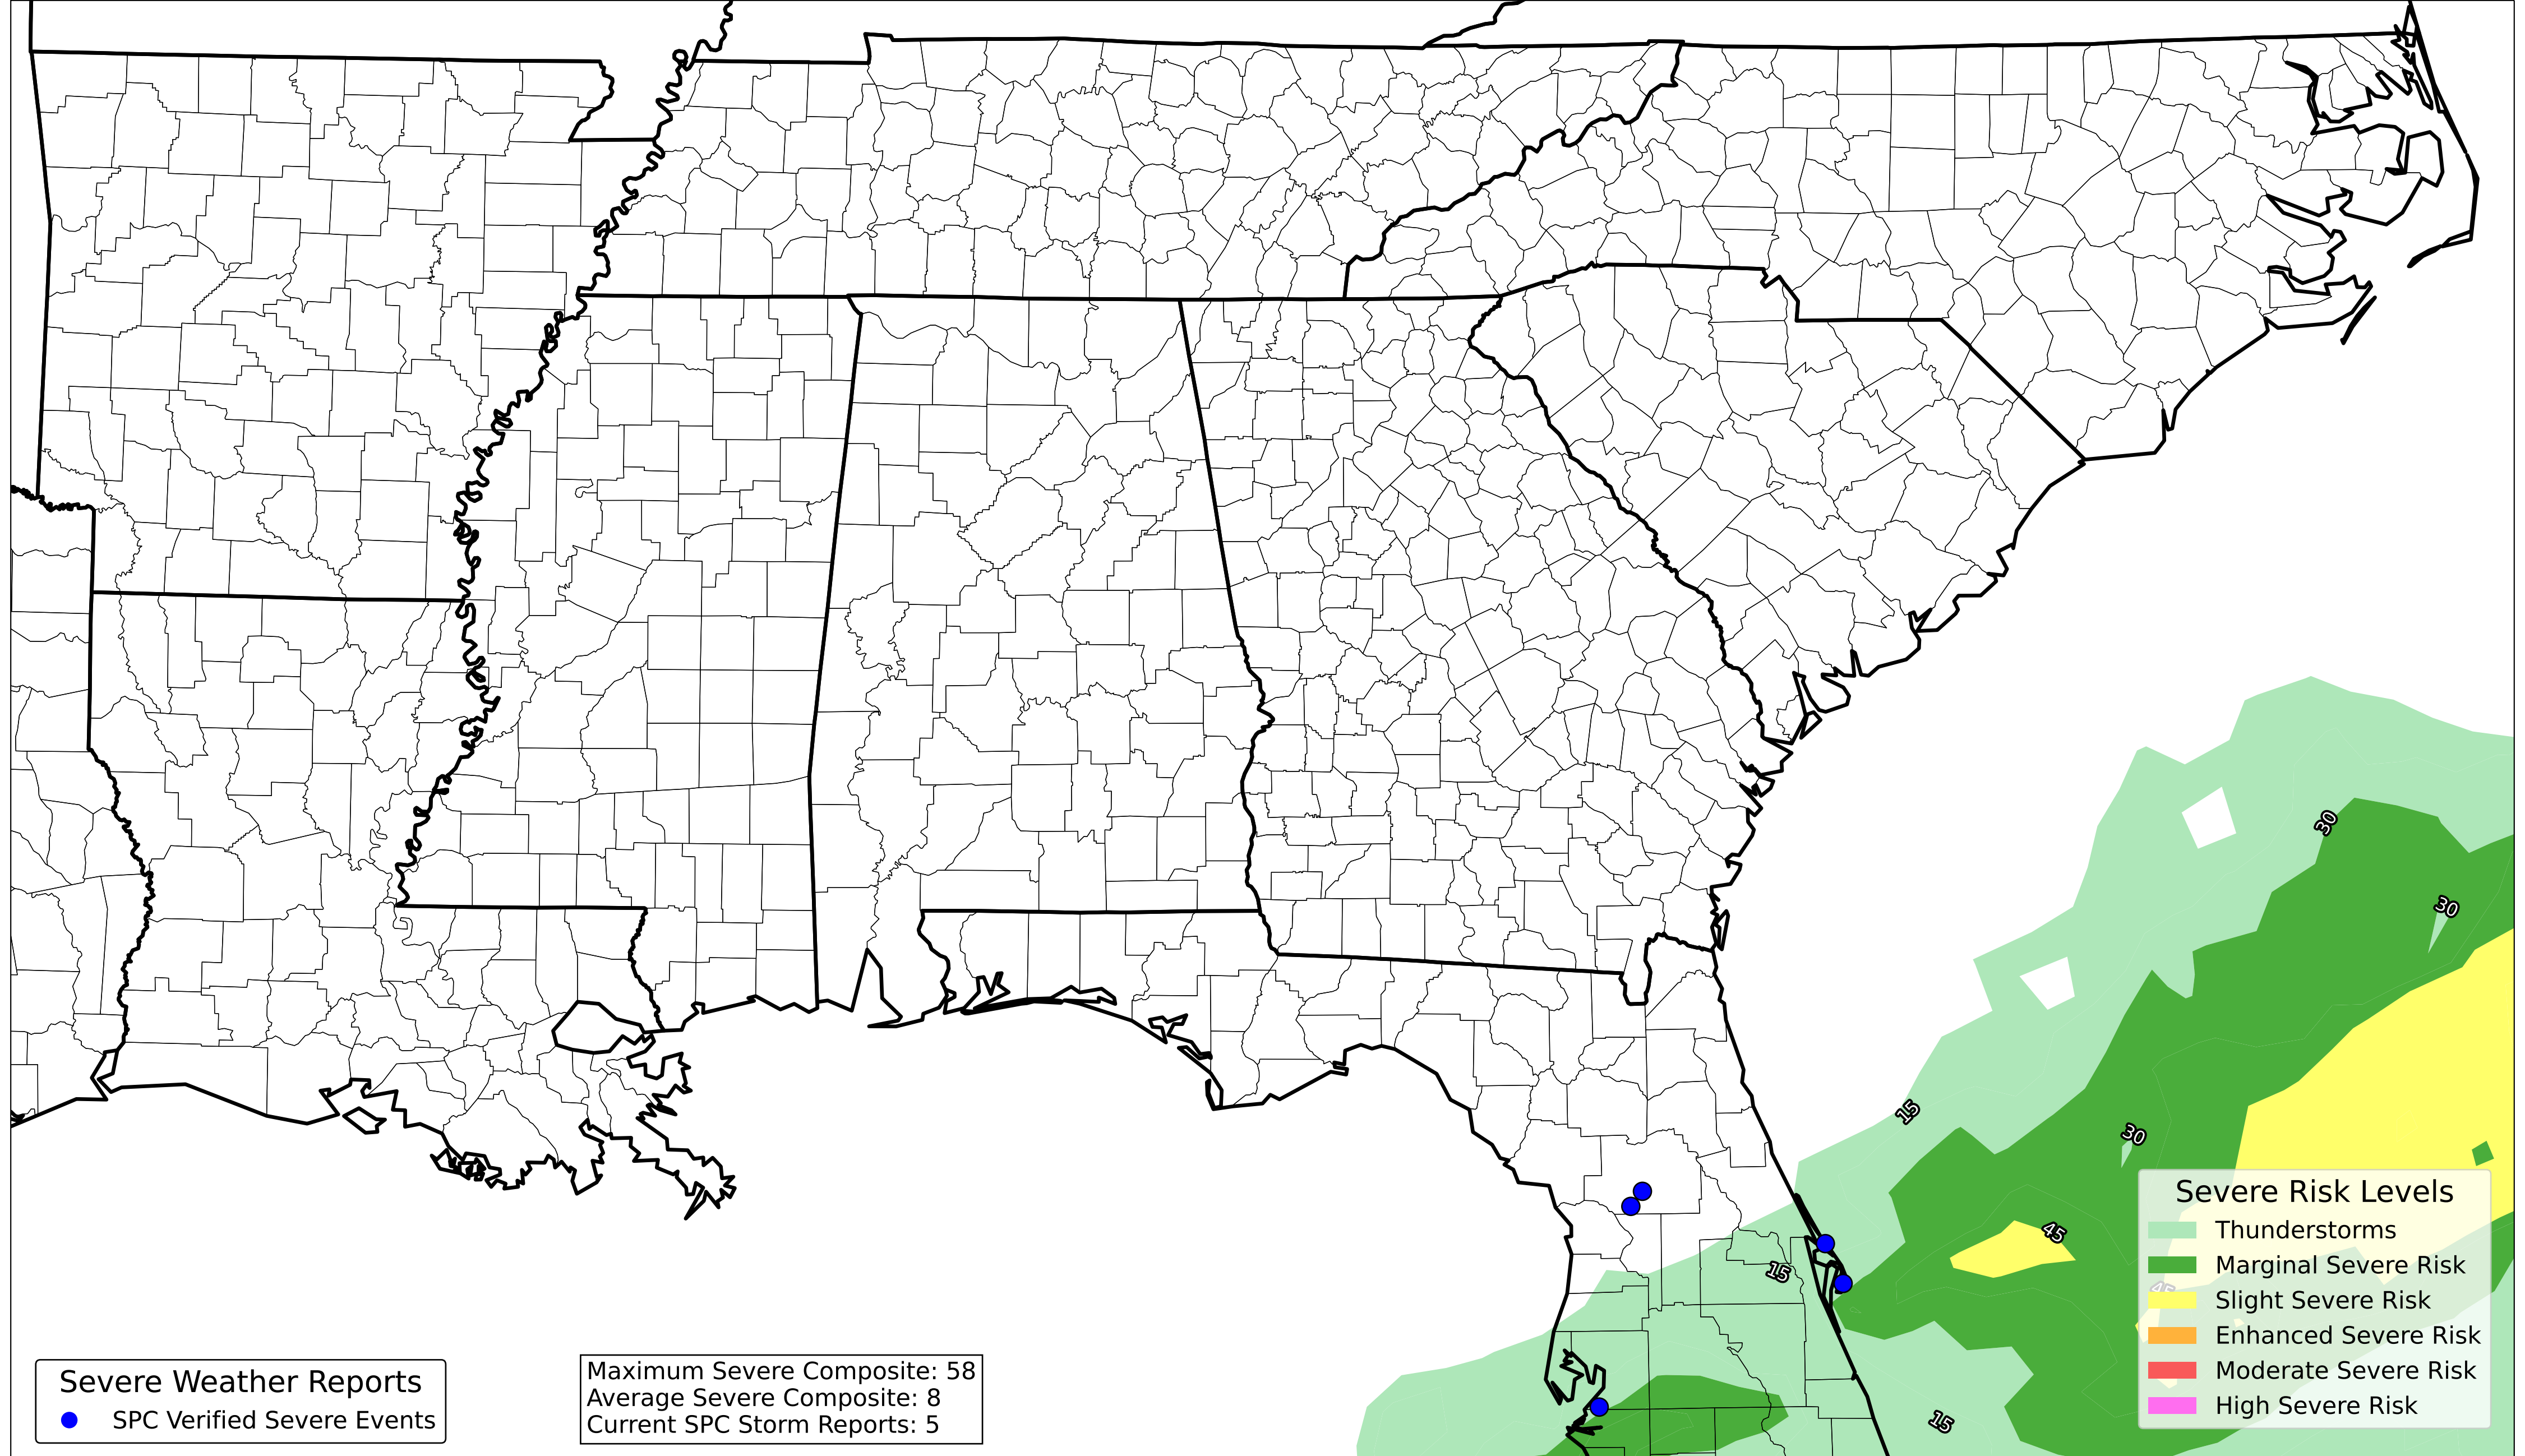 30
30
15
30
45
15
45
15
Severe Risk Levels
Thunderstorms
Marginal Severe Risk
Slight Severe Risk
Enhanced Severe Risk
Moderate Severe Risk
High Severe Risk
Severe Weather Reports
SPC Verified Severe Events
Maximum Severe Composite: 58
Average Severe Composite: 8
Current SPC Storm Reports: 5